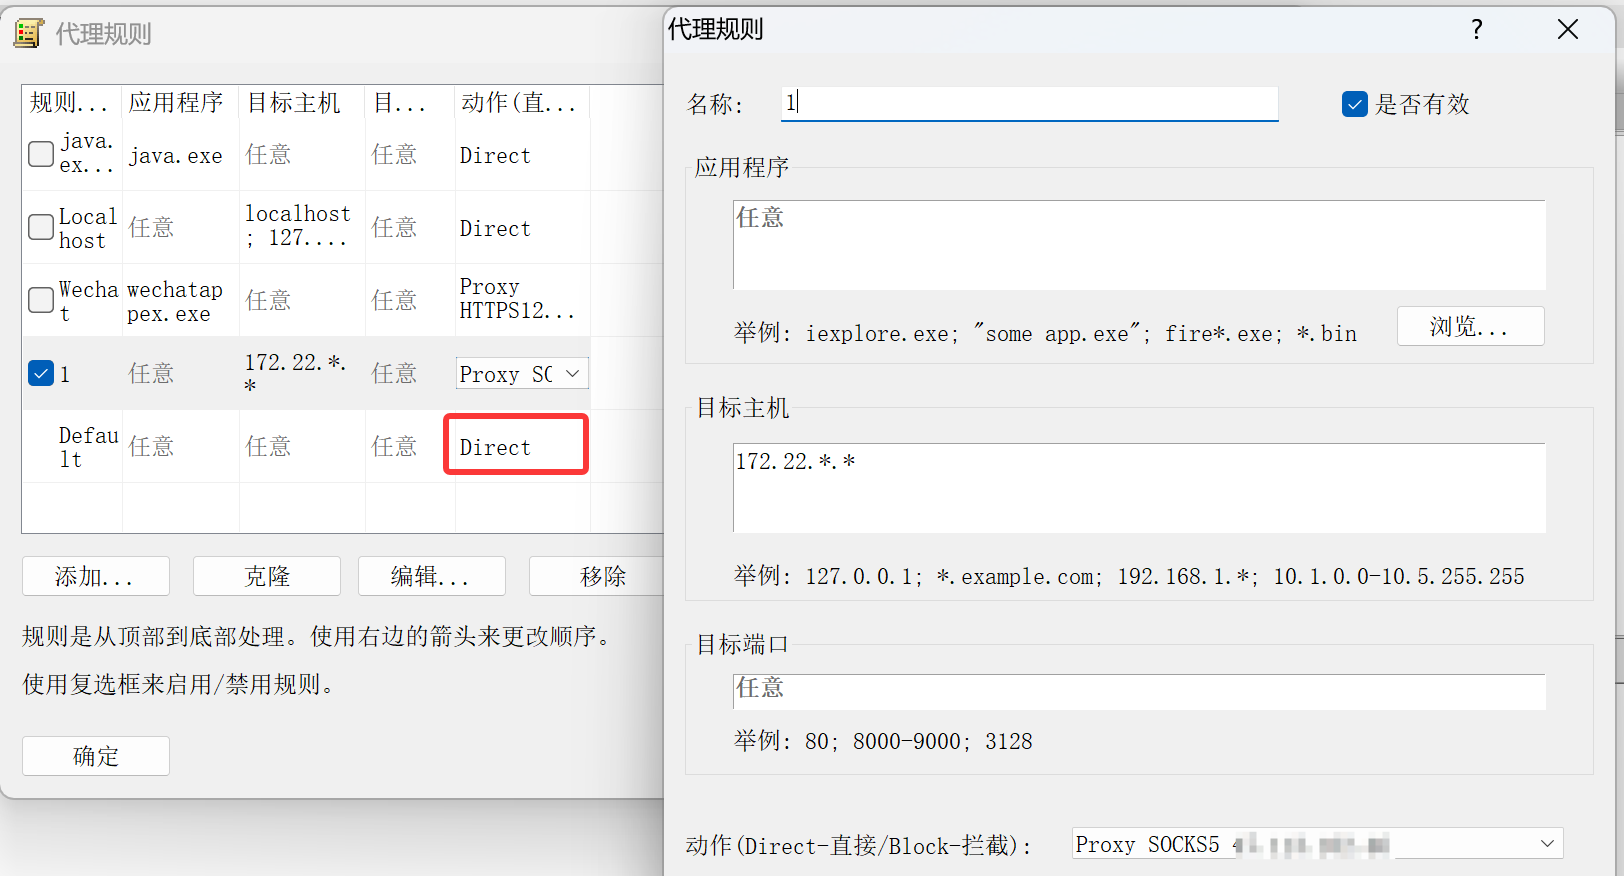 代理规则
规则... 应用程序 目标主机 目... 动作(直...
java.ex... java.exe 任意 任意 Direct
Localhost 任意 localhost; 127.... 任意 Direct
Wechat wechatappex.exe 任意 任意 Proxy HTTPS12...
1 任意 172.22.*.* 任意 Proxy SO
Default 任意 任意 任意 Direct
添加... 克隆 编辑... 移除
规则是从顶部到底部处理。使用右边的箭头来更改顺序。
使用复选框来启用/禁用规则。
确定
代理规则 ?
名称: 1 是否有效
应用程序
任意
举例: iexplore.exe; "some app.exe"; fire*.exe; *.bin 浏览...
目标主机
172.22.*.*
举例: 127.0.0.1; *.example.com; 192.168.1.*; 10.1.0.0-10.5.255.255
目标端口
任意
举例: 80; 8000-9000; 3128
动作(Direct-直接/Block-拦截): Proxy SOCKS5